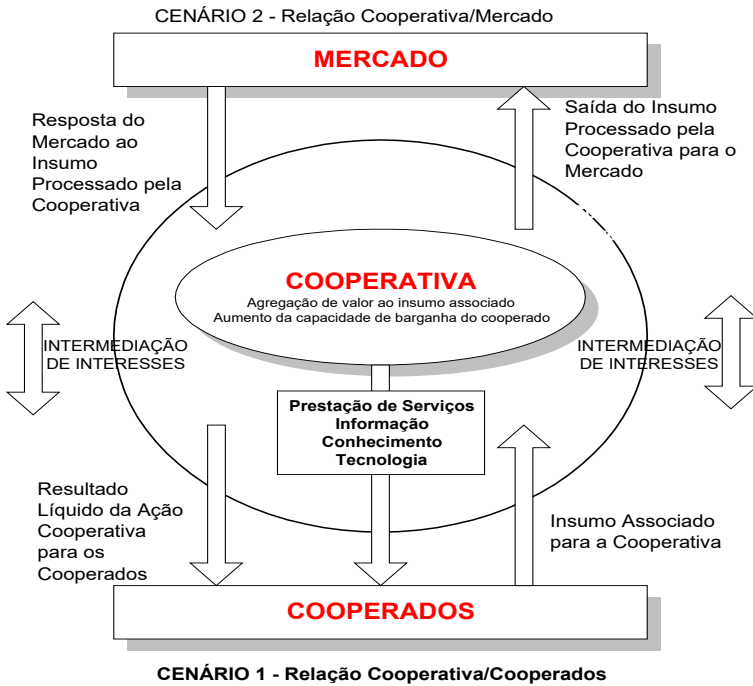 CENÁRIO 2 - Relação Cooperativa/Mercado
MERCADO
Resposta do
Mercado ao
Insumo
Processado pela
Cooperativa
Saída do Insumo
Processado pela
Cooperativa para o
Mercado
COOPERATIVA
Agregação de valor ao insumo associado
Aumento da capacidade de barganha do cooperado
INTERMEDIAÇÃO
DE INTERESSES
INTERMEDIAÇÃO
DE INTERESSES
Prestação de Serviços
Informação
Conhecimento
Tecnologia
Resultado
Líquido da Ação
Cooperativa
para os
Cooperados
Insumo Associado
para a Cooperativa
COOPERADOS
CENÁRIO 1 - Relação Cooperativa/Cooperados